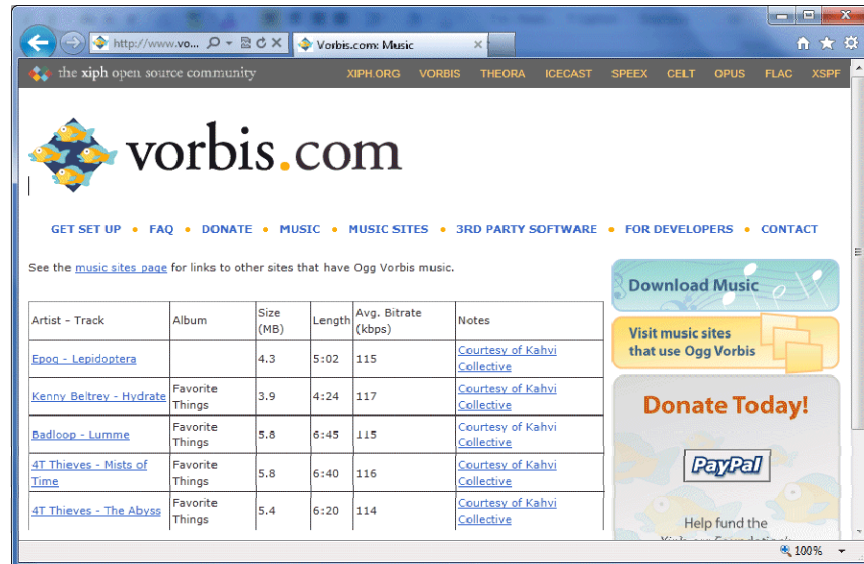 http://www.vo...
Vorbis.com: Music
the xiph open source community
XIPH.ORG VORBIS THEORA ICECAST SPEEX CELT OPUS FLAC XSPF
vorbis.com
GET SET UP • FAQ • DONATE • MUSIC • MUSIC SITES • 3RD PARTY SOFTWARE • FOR DEVELOPERS • CONTACT
See the music sites page for links to other sites that have Ogg Vorbis music.
Artist – Track Album Size (MB) Length Avg. Bitrate (kbps) Notes
Epoq - Lepidoptera 4.3 5:02 115 Courtesy of Kahvi Collective
Kenny Beltrey - Hydrate Favorite Things 3.9 4:24 117 Courtesy of Kahvi Collective
Badloop - Lumme Favorite Things 5.8 6:45 115 Courtesy of Kahvi Collective
4T Thieves - Mists of Time Favorite Things 5.8 6:40 116 Courtesy of Kahvi Collective
4T Thieves - The Abyss Favorite Things 5.4 6:20 114 Courtesy of Kahvi Collective
Download Music
Visit music sites
that use Ogg Vorbis
Donate Today!
PayPal
Help fund the
100%